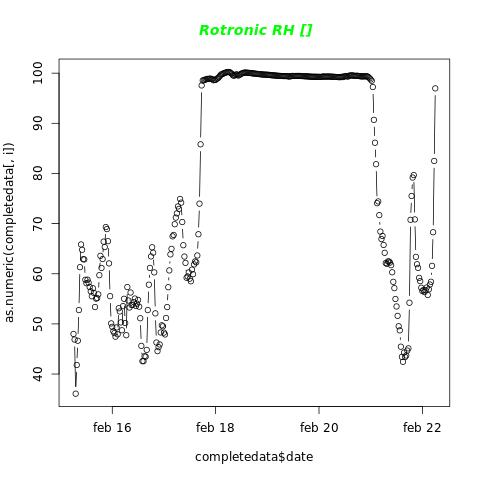 Rotronic RH []
as.numeric(completedata[, i])
100
90
80
70
60
50
40
feb 16
feb 18
feb 20
feb 22
completedata$date